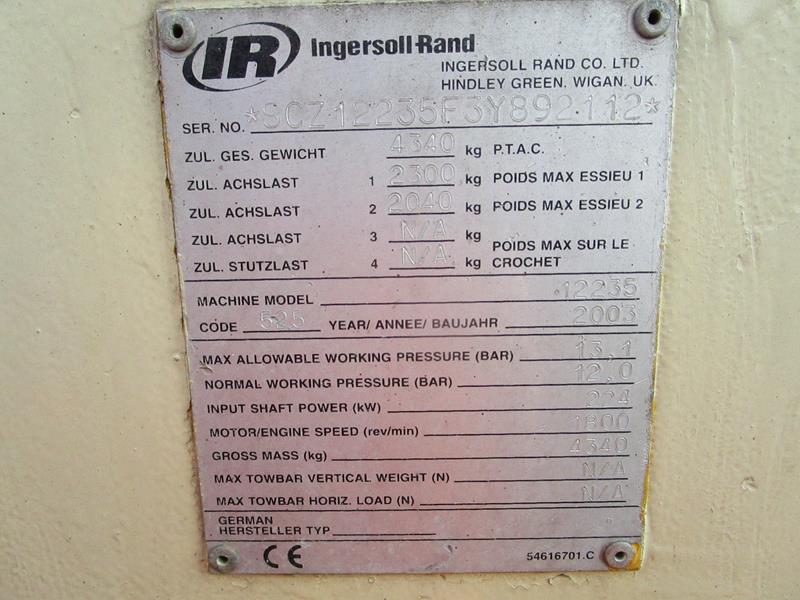 IR Ingersoll-Rand
INGERSOLL RAND CO. LTD.
HINDLEY GREEN, WIGAN, UK.
SER. NO. *SCZ12235F3Y892112*
ZUL. GES. GEWICHT 4340 kg P.T.A.C.
ZUL. ACHSLAST 1 2300 kg POIDS MAX ESSIEU 1
ZUL. ACHSLAST 2 2040 kg POIDS MAX ESSIEU 2
ZUL. ACHSLAST 3 N/A kg
ZUL. STUTZLAST 4 N/A kg POIDS MAX SUR LE CROCHET
MACHINE MODEL 12235
CODE 525 YEAR/ ANNEE/ BAUJAHR 2003
MAX ALLOWABLE WORKING PRESSURE (BAR) 13,1
NORMAL WORKING PRESSURE (BAR) 12,0
INPUT SHAFT POWER (kW) 224
MOTOR/ENGINE SPEED (rev/min) 1800
GROSS MASS (kg) 4340
MAX TOWBAR VERTICAL WEIGHT (N) N/A
MAX TOWBAR HORIZ. LOAD (N) N/A
GERMAN
HERSTELLER TYP
CE 54616701.C